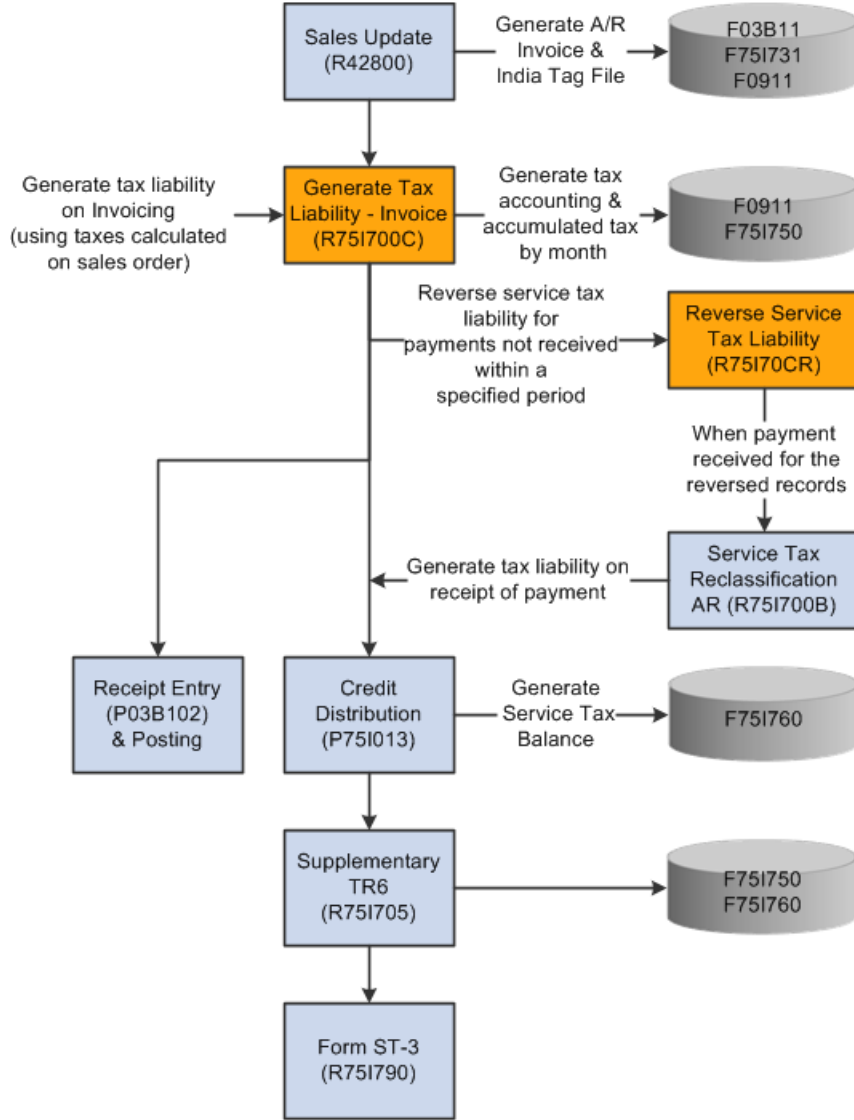 Sales Update
(R42800)
Generate A/R
Invoice &
India Tag File
F03B11
F75I731
F0911
Generate tax liability
on Invoicing
(using taxes calculated
on sales order)
Generate Tax
Liability - Invoice
(R75I700C)
Generate tax
accounting &
accumulated tax
by month
F0911
F75I750
Reverse service tax
liability for
payments not received
within a
specified period
Reverse Service
Tax Liability
(R75I70CR)
When payment
received for the
reversed records
Generate tax liability on
receipt of payment
Service Tax
Reclassification
AR (R75I700B)
Receipt Entry
(P03B102)
& Posting
Credit
Distribution
(P75I013)
Generate
Service Tax
Balance
F75I760
Supplementary
TR6
(R75I705)
F75I750
F75I760
Form ST-3
(R75I790)